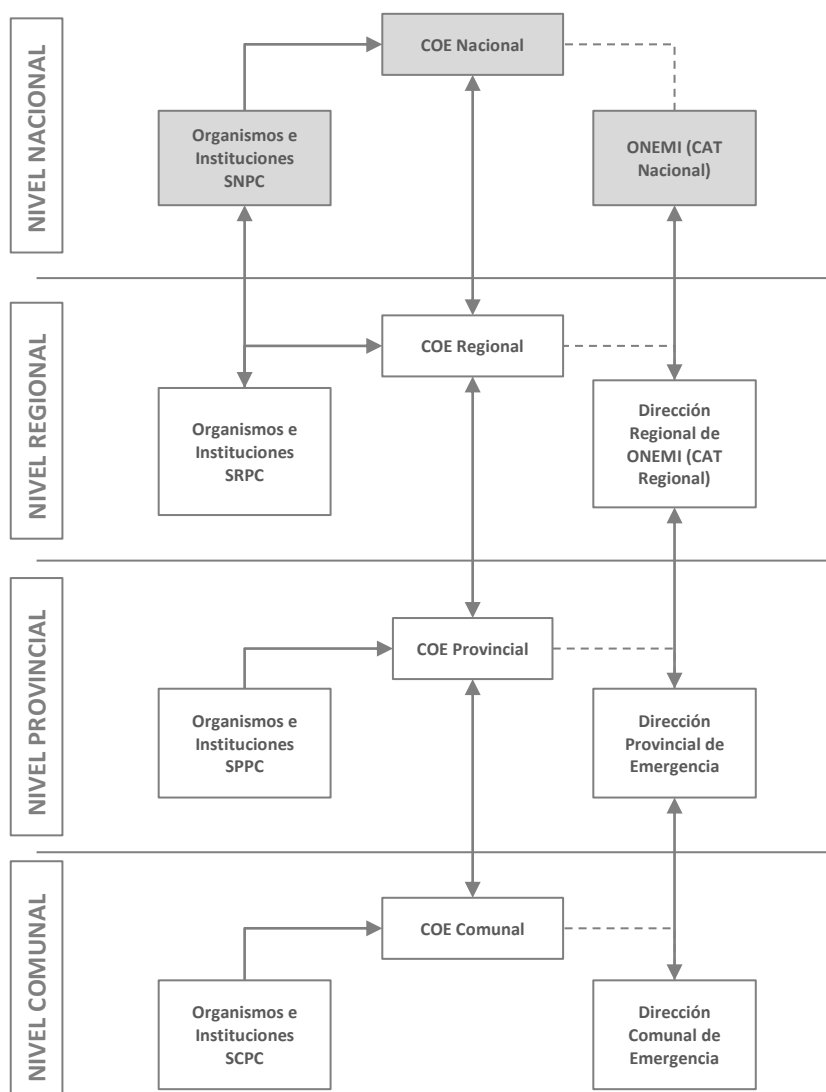 NIVEL NACIONAL
COE Nacional
Organismos e
Instituciones
SNPC
ONEMI (CAT
Nacional)
NIVEL REGIONAL
COE Regional
Organismos e
Instituciones
SRPC
Dirección
Regional de
ONEMI (CAT
Regional)
NIVEL PROVINCIAL
COE Provincial
Organismos e
Instituciones
SPPC
Dirección
Provincial de
Emergencia
NIVEL COMUNAL
COE Comunal
Organismos e
Instituciones
SCPC
Dirección
Comunal de
Emergencia